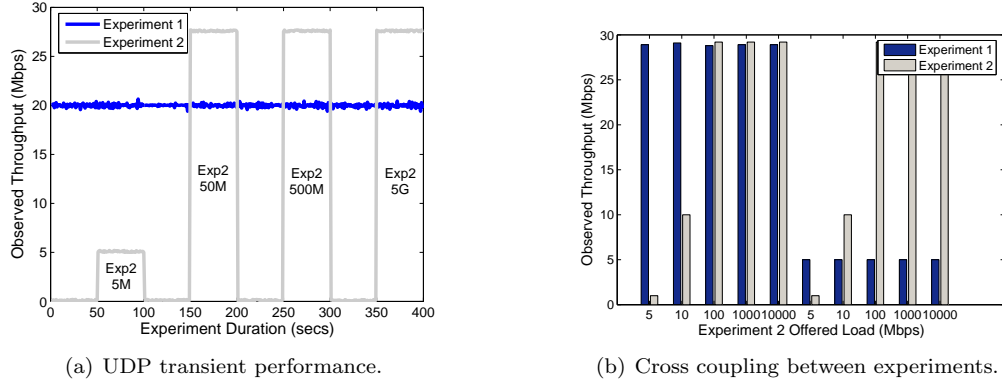 30
25
20
15
10
5
0
Observed Throughput (Mbps)
Experiment 1
Experiment 2
Exp2
5M
Exp2
50M
Exp2
500M
Exp2
5G
0 50 100 150 200 250 300 350 400
Experiment Duration (secs)
(a) UDP transient performance.
30
25
20
15
10
5
0
Observed Throughput (Mbps)
Experiment 1
Experiment 2
5 10 100 1000 10000 5 10 100 1000 10000
Experiment 2 Offered Load (Mbps)
(b) Cross coupling between experiments.